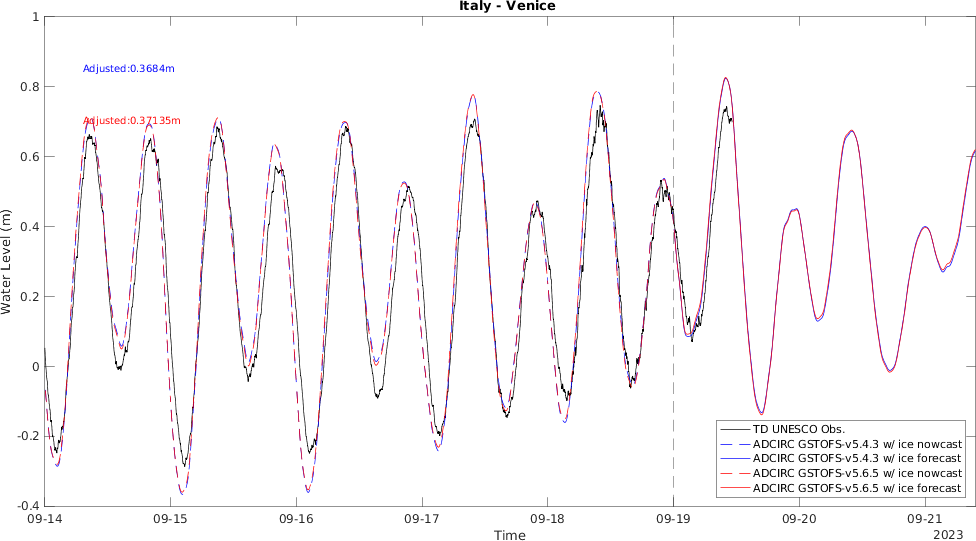 Italy - Venice
1
0.8
0.6
0.4
0.2
0
-0.2
-0.4
Water Level (m)
Adjusted:0.3684m
Adjusted:0.37135m
TD UNESCO Obs.
ADCIRC GSTOFS-v5.4.3 w/ ice nowcast
ADCIRC GSTOFS-v5.4.3 w/ ice forecast
ADCIRC GSTOFS-v5.6.5 w/ ice nowcast
ADCIRC GSTOFS-v5.6.5 w/ ice forecast
09-14 09-15 09-16 09-17 09-18 09-19 09-20 09-21
Time
2023